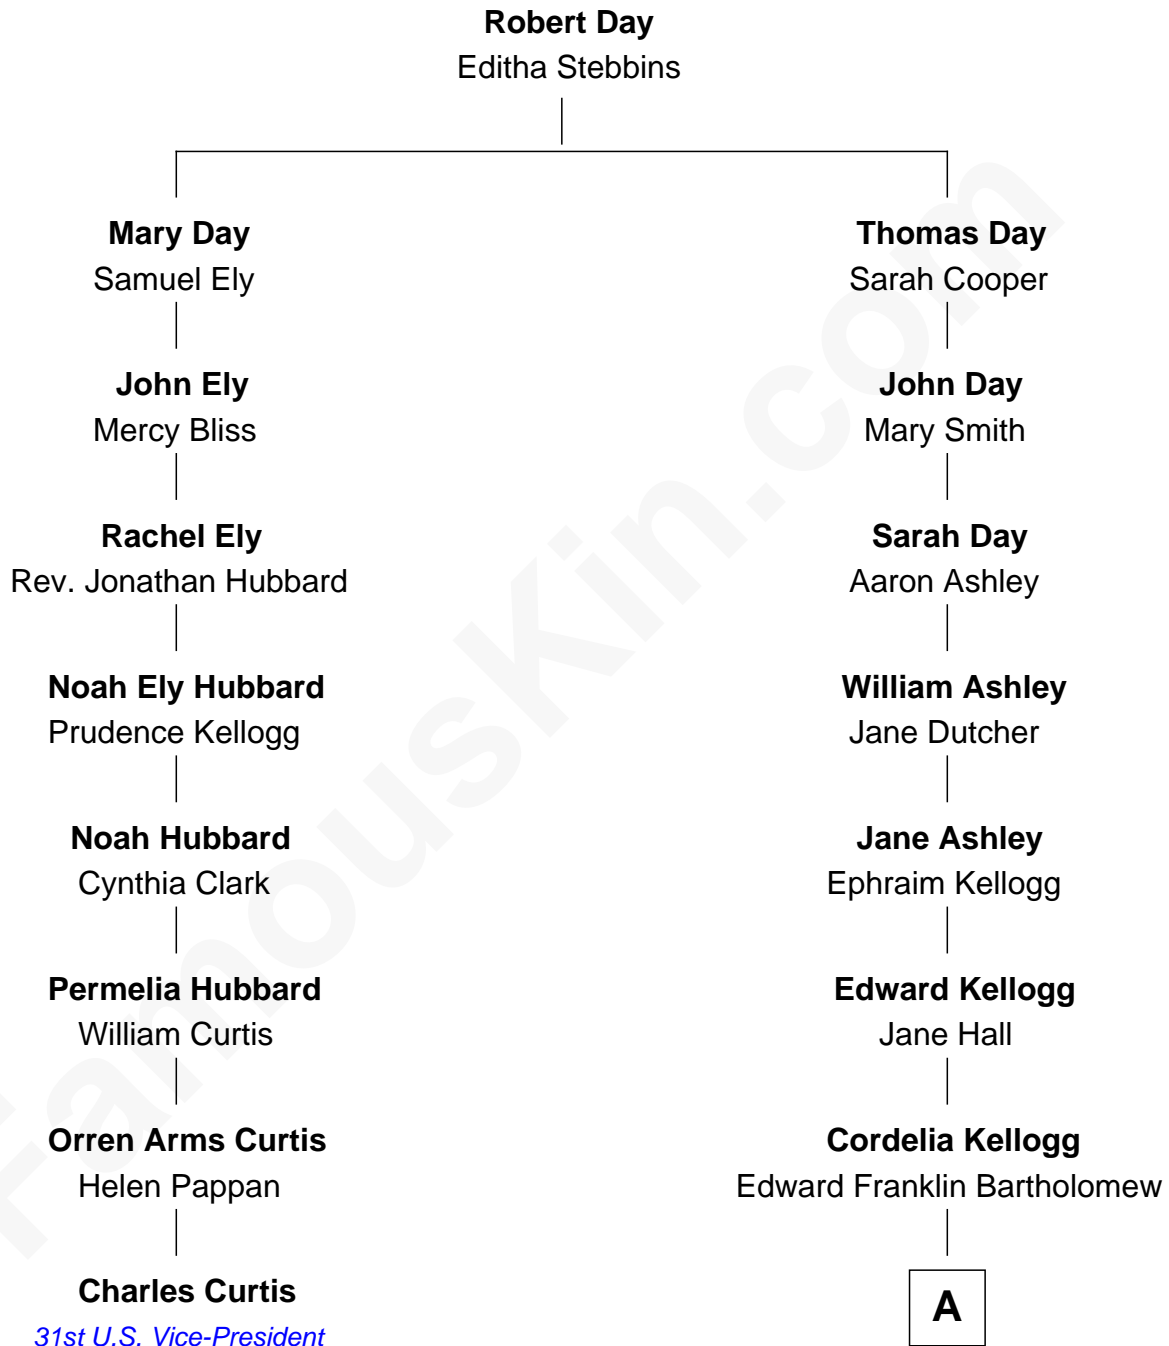 Robert Day
Editha Stebbins
Mary Day
Samuel Ely
Thomas Day
Sarah Cooper
John Ely
Mercy Bliss
John Day
Mary Smith
Rachel Ely
Rev. Jonathan Hubbard
Sarah Day
Aaron Ashley
Noah Ely Hubbard
Prudence Kellogg
William Ashley
Jane Dutcher
Noah Hubbard
Cynthia Clark
Jane Ashley
Ephraim Kellogg
Permelia Hubbard
William Curtis
Edward Kellogg
Jane Hall
Orren Arms Curtis
Helen Pappan
Cordelia Kellogg
Edward Franklin Bartholomew
Charles Curtis
31st U.S. Vice-President
A
FamousKin.com